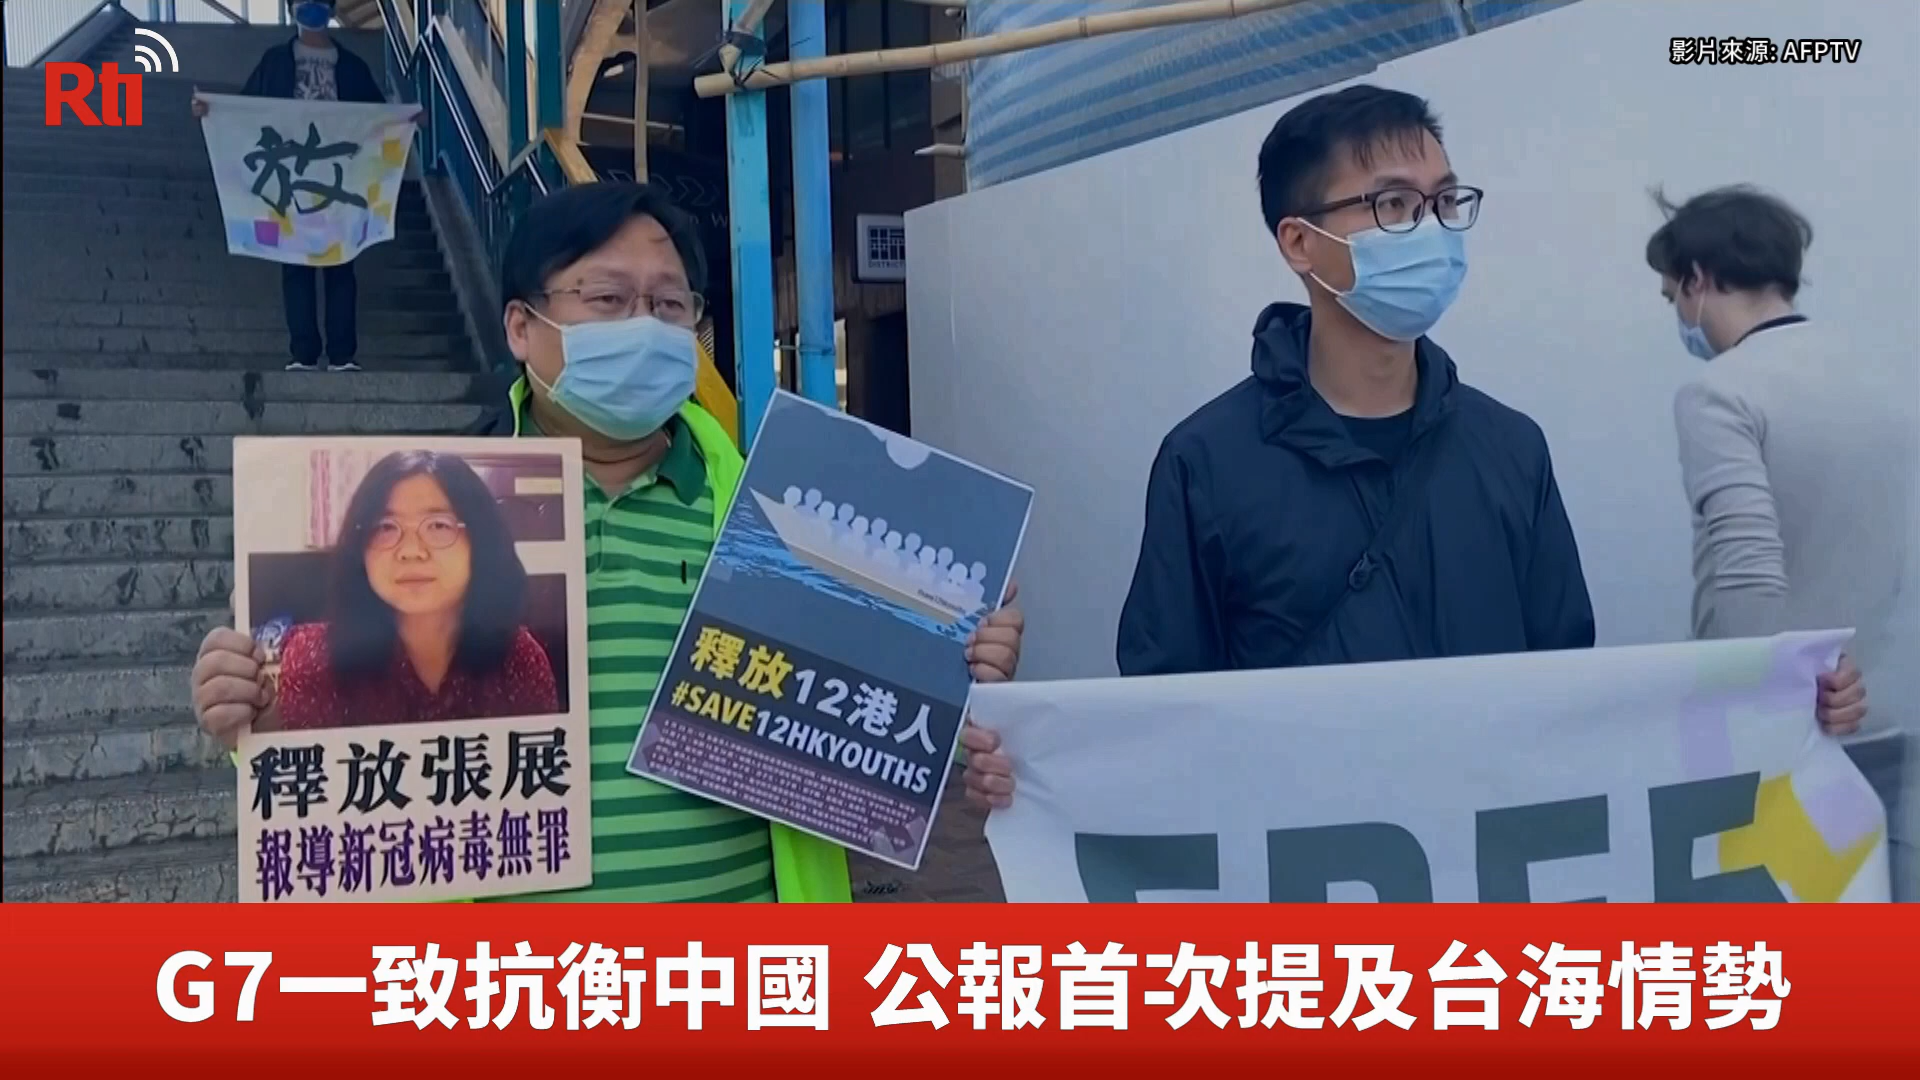 Rti
影片來源: AFPTV
放
DISTRICT
釋放張展
報導新冠病毒無罪
釋放12港人
#SAVE12HKYOUTHS
FREE
G7一致抗衡中國 公報首次提及台海情勢